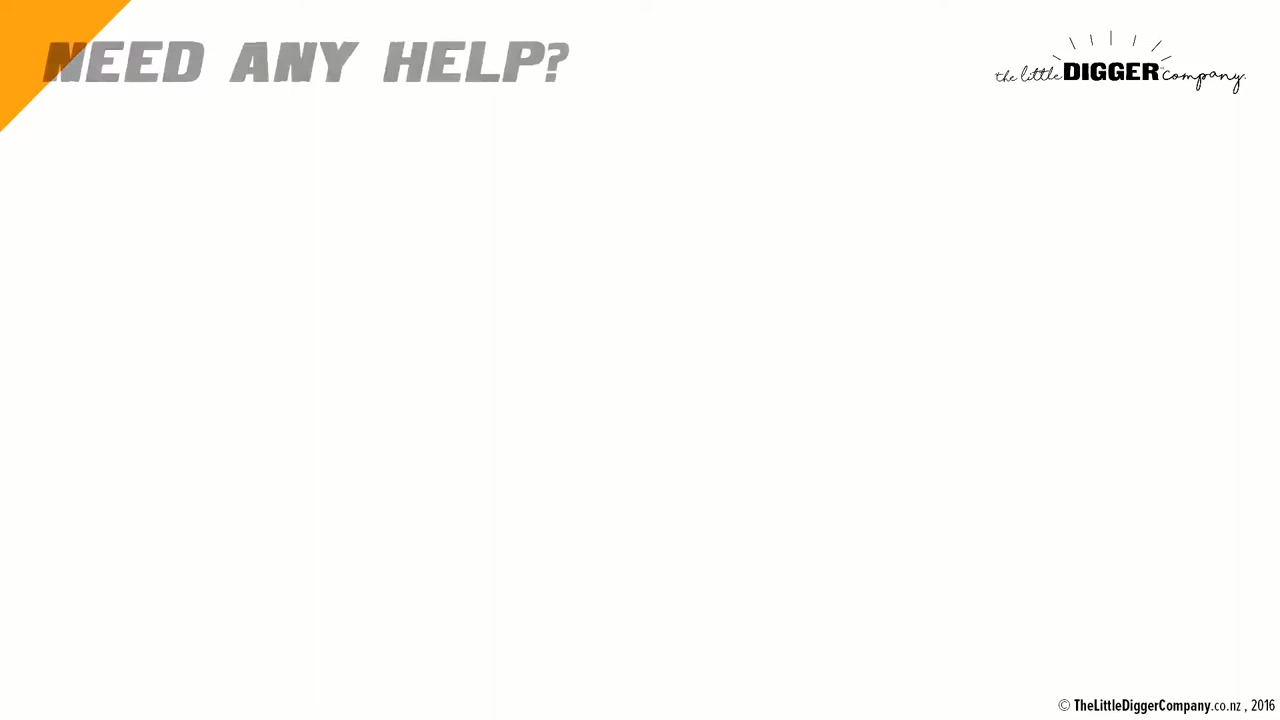 NEED ANY HELP?
the little DIGGER company.
© TheLittleDiggerCompany.co.nz , 2016